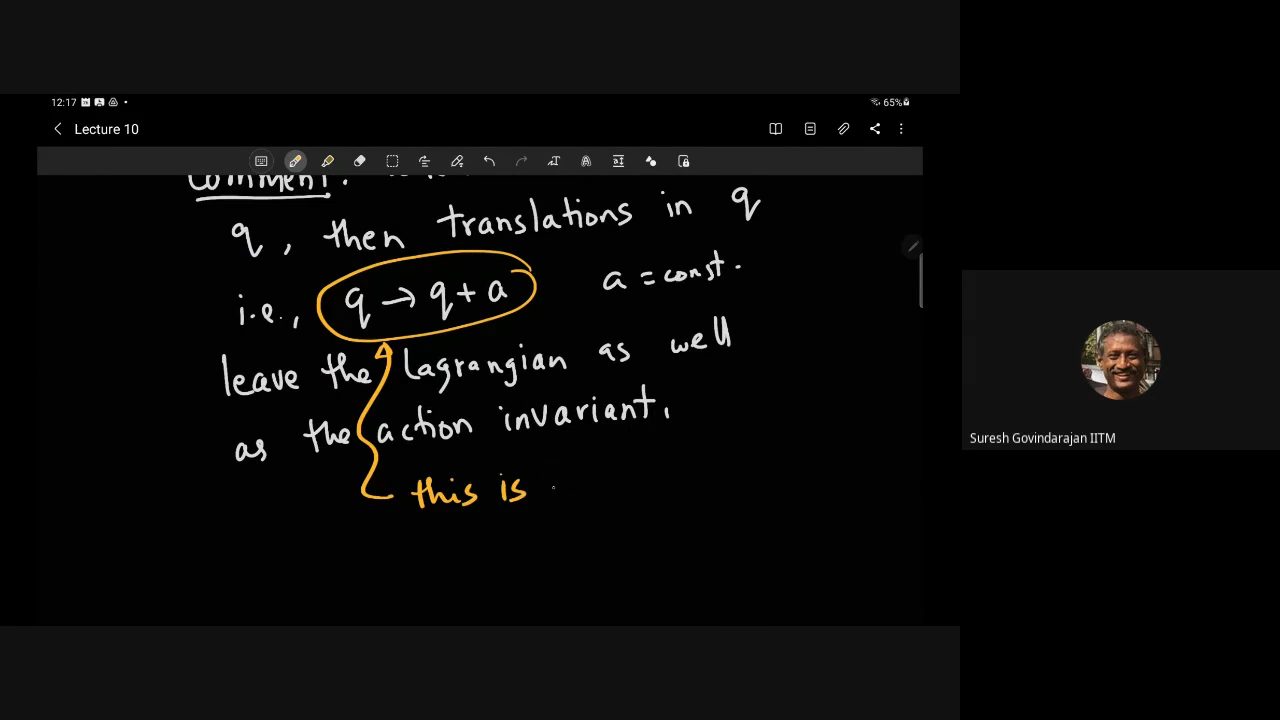 12:17
65%
Lecture 10
Comment:
q, then translations in q
i.e., q → q + a a = const.
leave the Lagrangian as well
as the action invariant.
this is
Suresh Govindarajan IITM